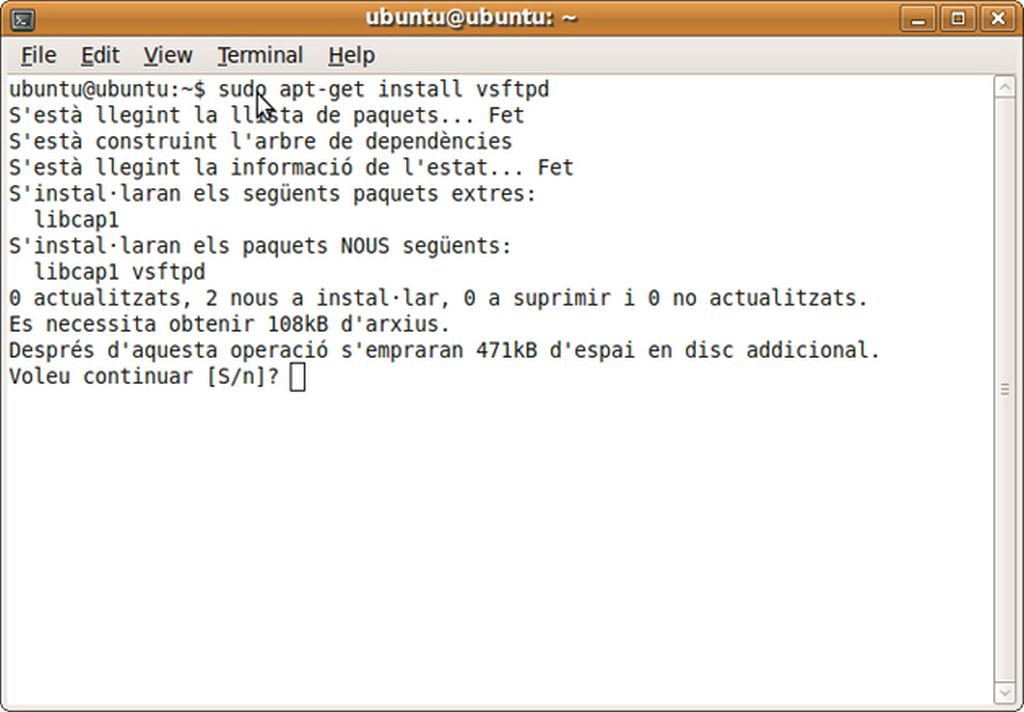 ubuntu@ubuntu: ~
File Edit View Terminal Help
ubuntu@ubuntu:~$ sudo apt-get install vsftpd
S'està llegint la llista de paquets... Fet
S'està construint l'arbre de dependències
S'està llegint la informació de l'estat... Fet
S'instal·laran els següents paquets extres:
  libcap1
S'instal·laran els paquets NOUS següents:
  libcap1 vsftpd
0 actualitzats, 2 nous a instal·lar, 0 a suprimir i 0 no actualitzats.
Es necessita obtenir 108kB d'arxius.
Després d'aquesta operació s'empraran 471kB d'espai en disc addicional.
Voleu continuar [S/n]?